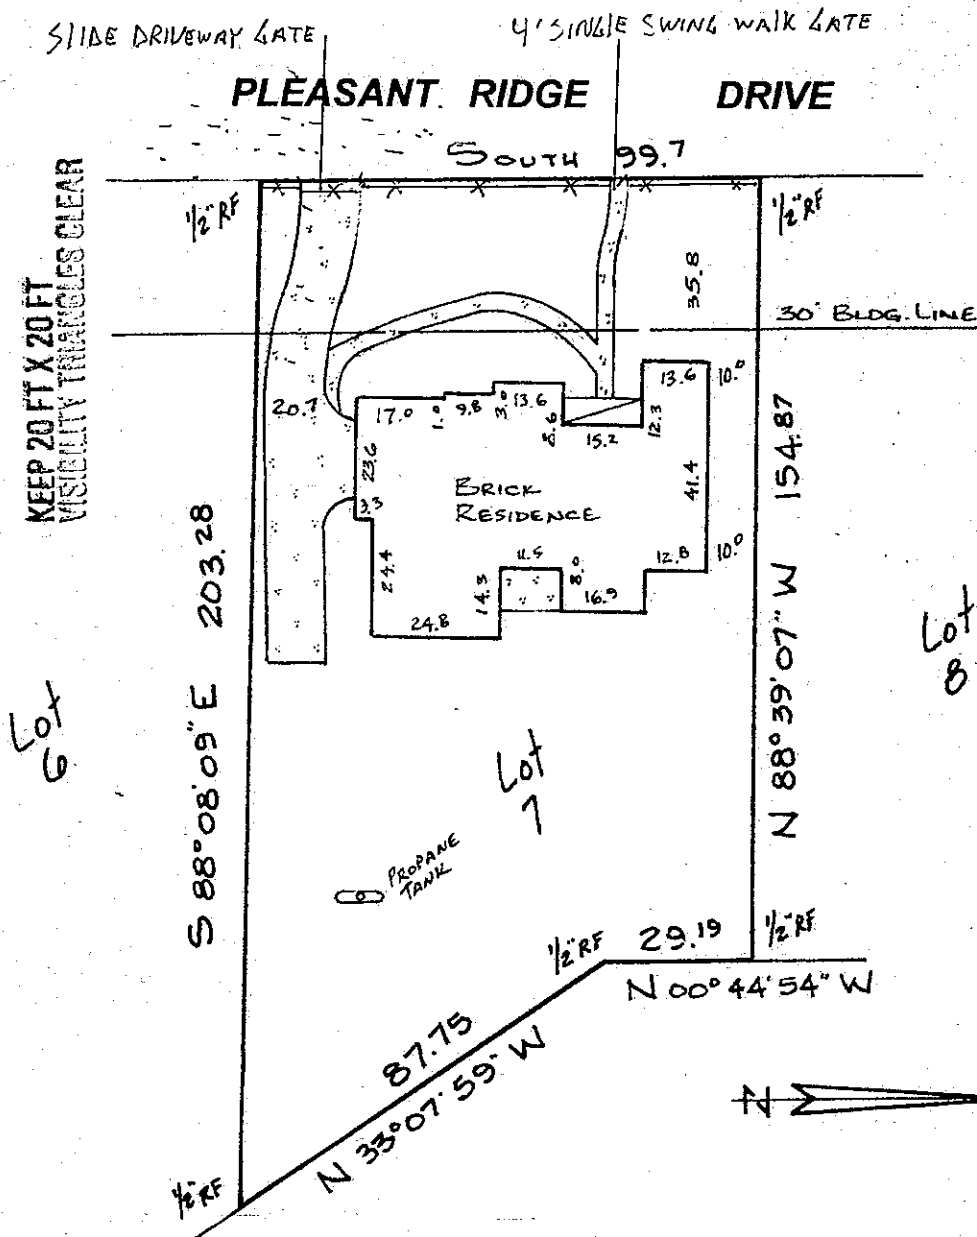 SLIDE DRIVEWAY GATE
4' SINGLE SWING WALK GATE
PLEASANT RIDGE DRIVE
SOUTH 99.7
KEEP 20 FT X 20 FT
VISIBILITY TRIANGLES CLEAR
1/2" RF
1/2" RF
35.8
30' BLDG. LINE
20.7
17.0
1.0
9.8
3.0
13.6
8.6
15.2
12.3
13.6
10.0
23.6
3.3
BRICK
RESIDENCE
41.4
154.87
203.28
24.4
24.8
14.3
11.5
8.0
16.9
12.8
10.0
S 88°08'09" E
N 88°39'07" W
Lot
6
Lot
7
Lot
8
PROPANE
TANK
1/2" RF
29.19
1/2" RF
N 00°44'54" W
87.75
N 33°07'59" W
N
1/2" RF